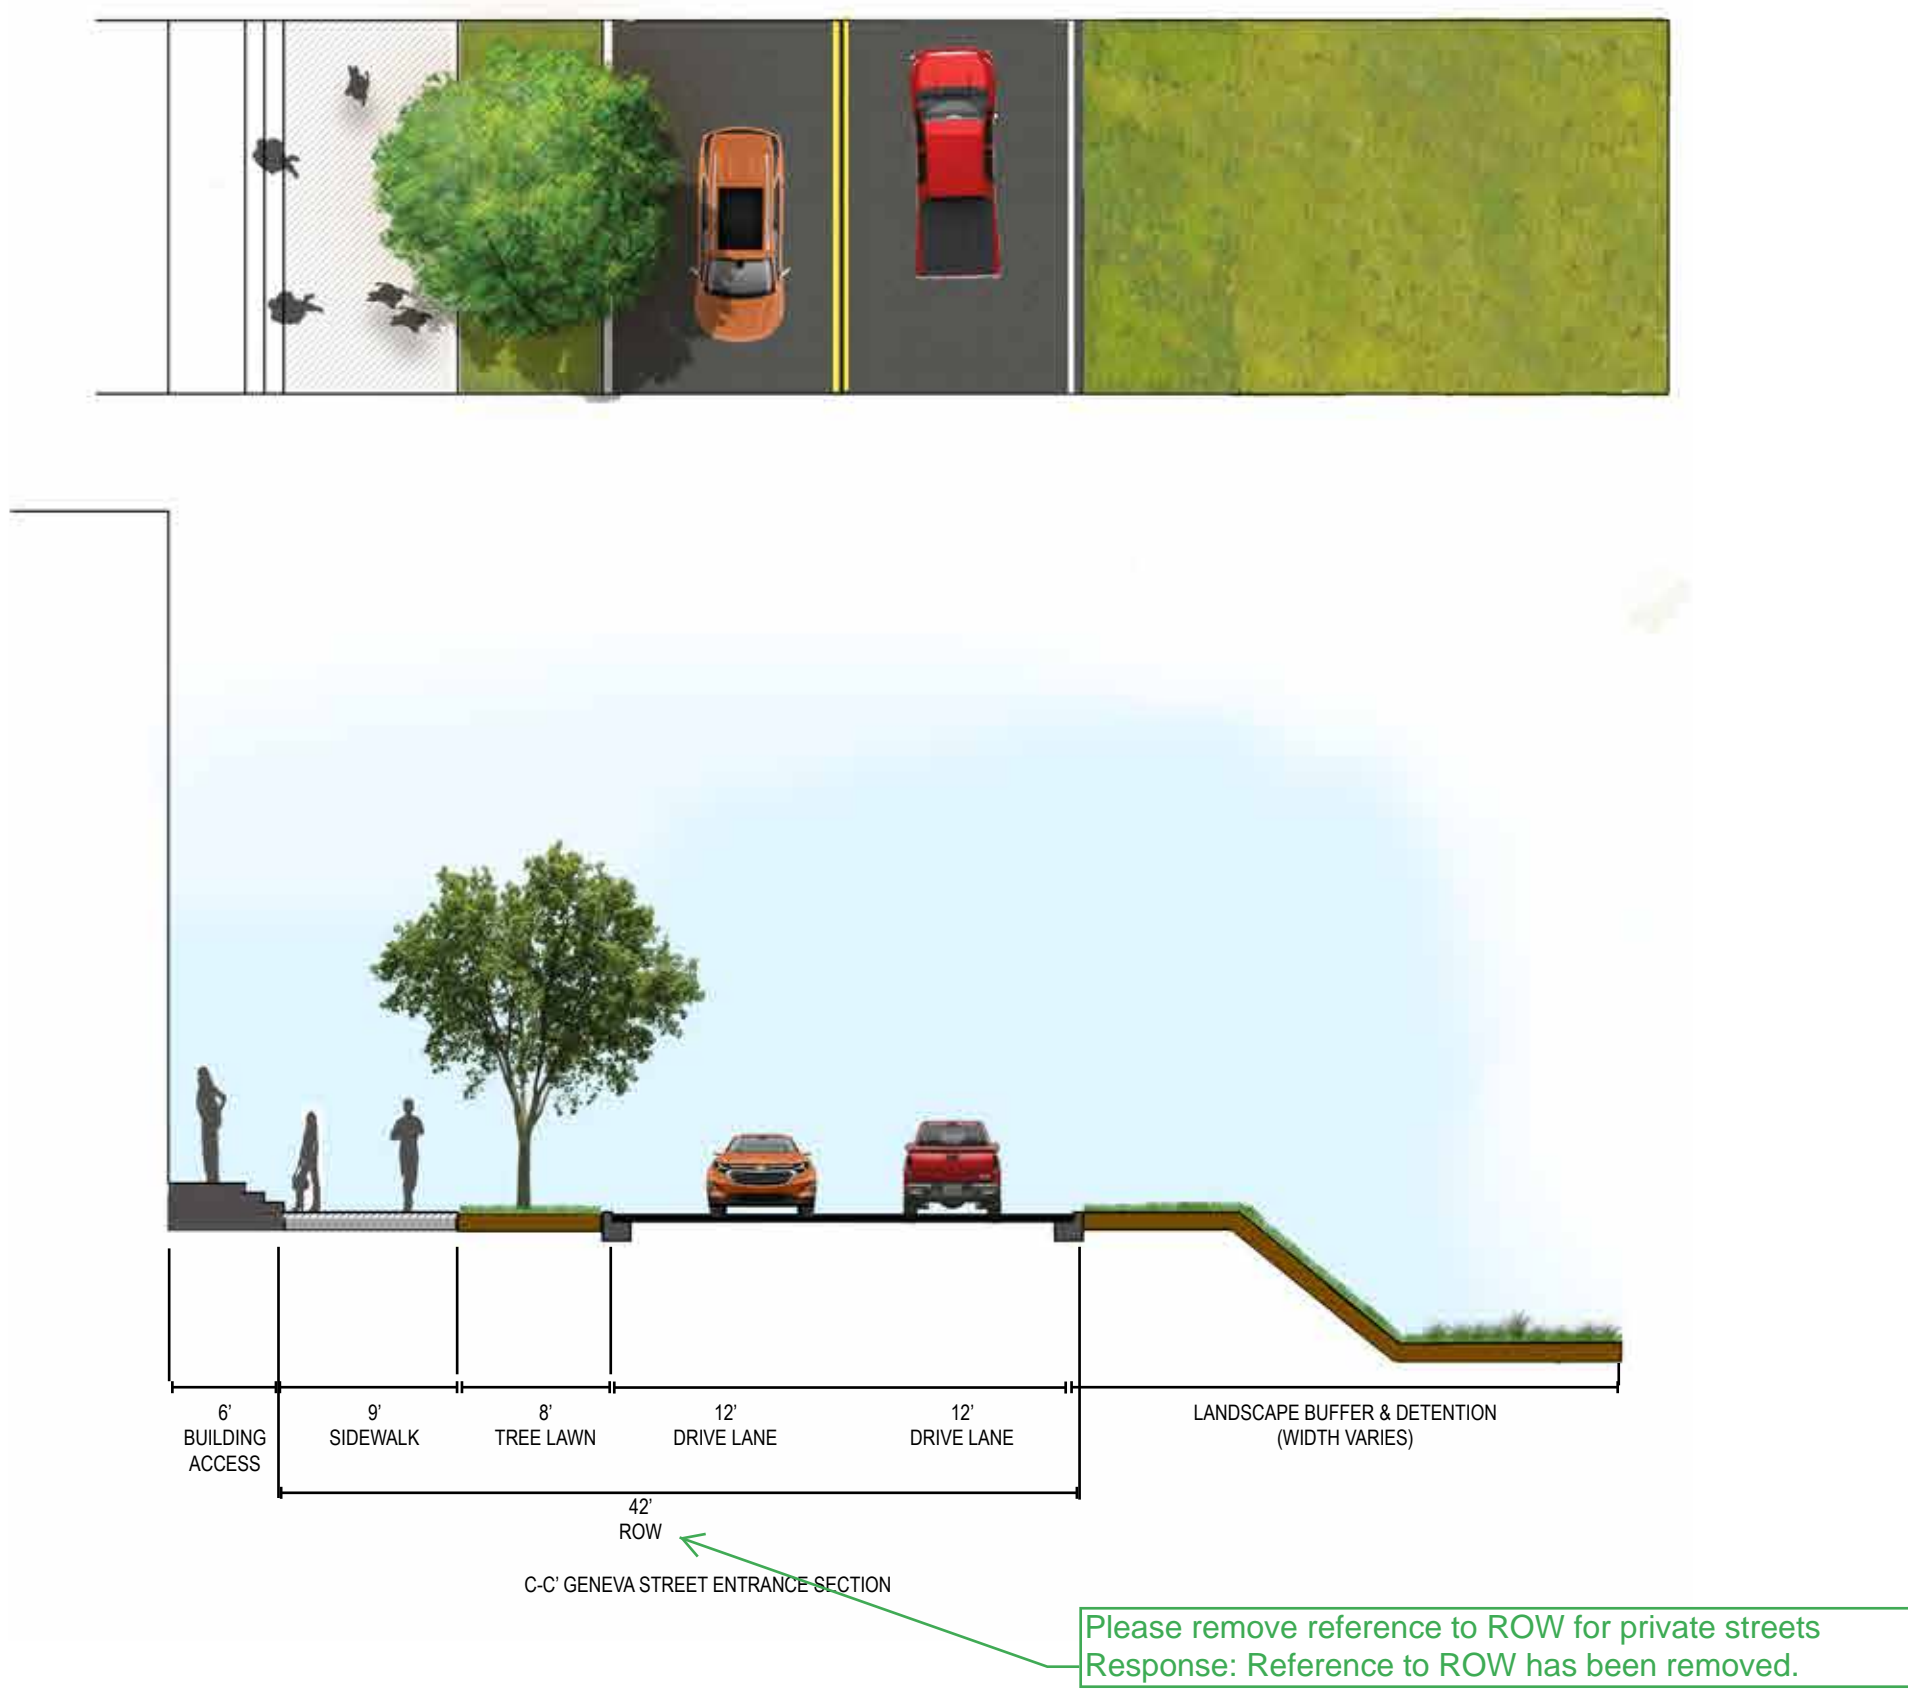 6’
BUILDING
ACCESS
9’
SIDEWALK
8’
TREE LAWN
12’
DRIVE LANE
12’
DRIVE LANE
LANDSCAPE BUFFER & DETENTION
(WIDTH VARIES)
42’
ROW
C-C’ GENEVA STREET ENTRANCE SECTION
Please remove reference to ROW for private streets
Response: Reference to ROW has been removed.